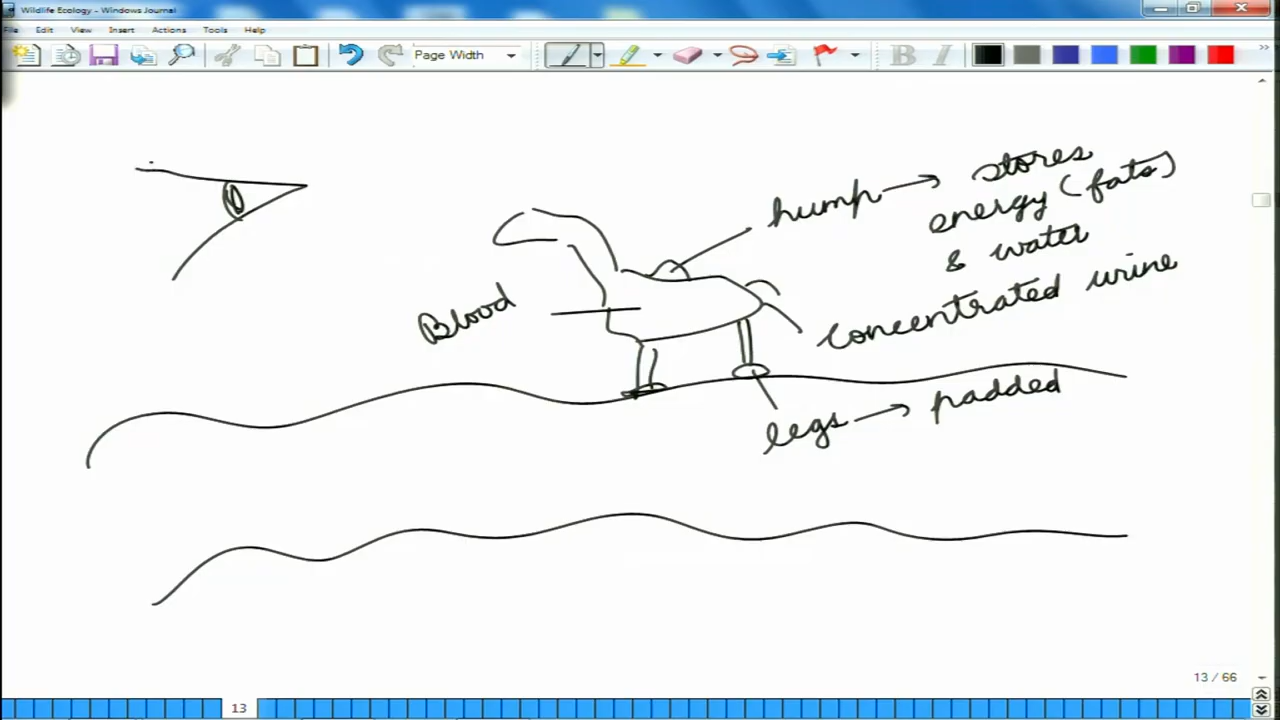 Wildlife Ecology - Windows Journal
File Edit View Insert Actions Tools Help
Page Width
B I
hump → stores
energy (fats)
& water
concentrated urine
Blood
legs → padded
13 / 66
13